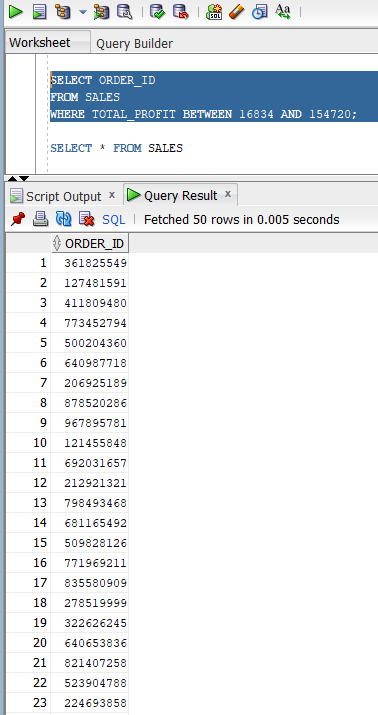 Worksheet Query Builder
SELECT ORDER_ID
FROM SALES
WHERE TOTAL_PROFIT BETWEEN 16834 AND 154720;
SELECT * FROM SALES
Script Output x Query Result x
SQL | Fetched 50 rows in 0.005 seconds
ORDER_ID
1 361825549
2 127481591
3 411809480
4 773452794
5 500204360
6 640987718
7 206925189
8 878520286
9 967895781
10 121455848
11 692031657
12 212921321
13 798493468
14 681165492
15 509828126
16 771969211
17 835580909
18 278519999
19 322626245
20 640653836
21 821407258
22 523904788
23 224693858